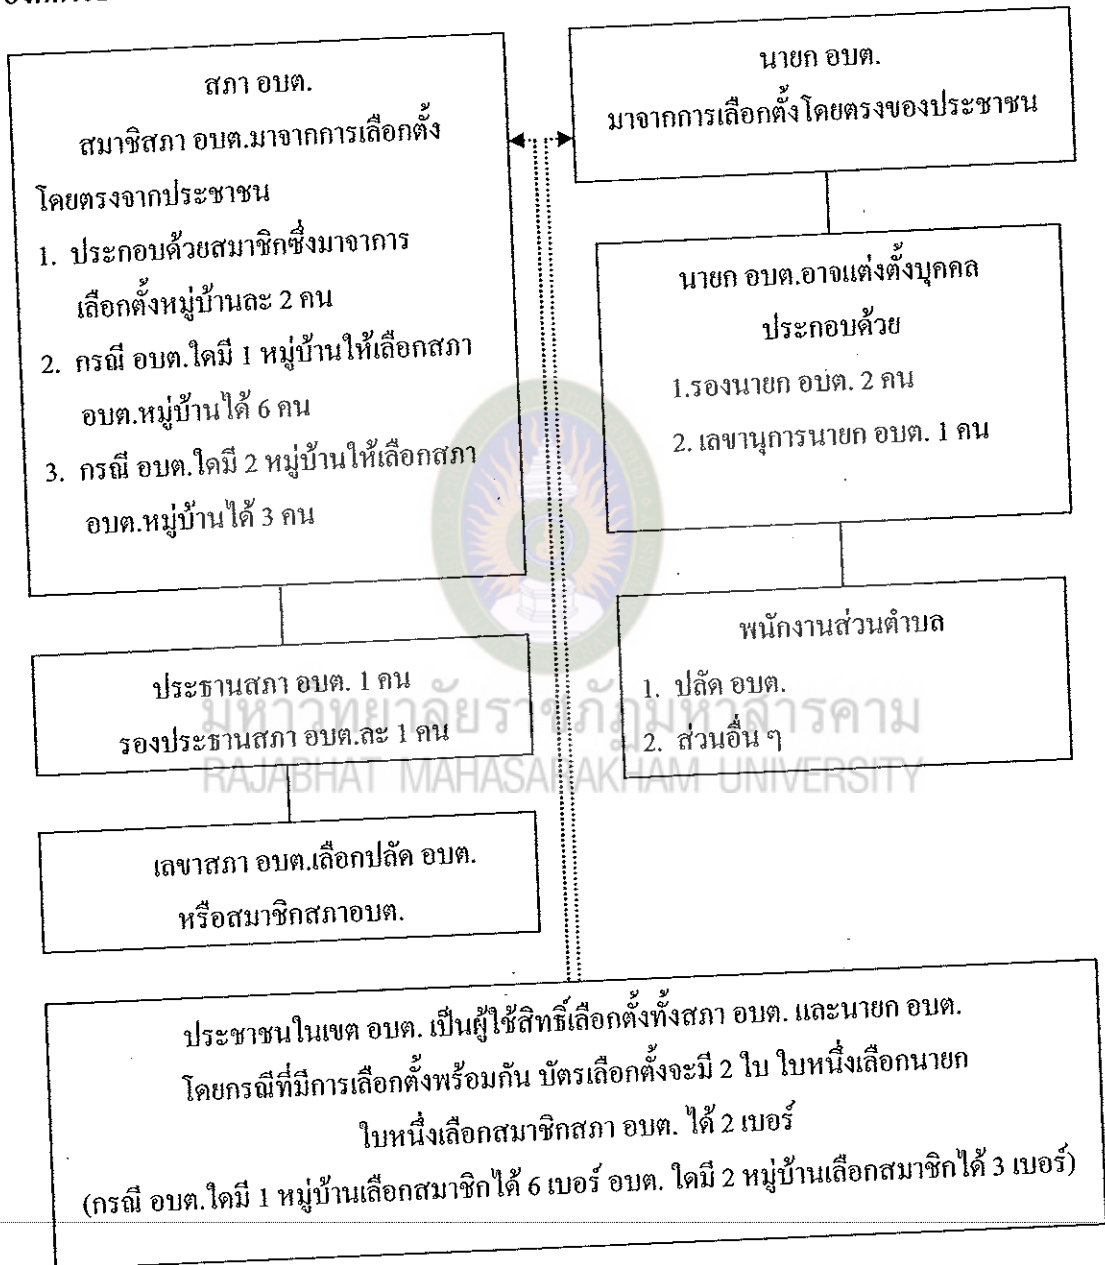 สภา อบต.
สมาชิสภา อบต.มาจากการเลือกตั้ง
โดยตรงจากประชาชน
1. ประกอบด้วยสมาชิกซึ่งมาจาการ
เลือกตั้งหมู่บ้านละ 2 คน
2. กรณี อบต.ใดมี 1 หมู่บ้านให้เลือกสภา
อบต.หมู่บ้านได้ 6 คน
3. กรณี อบต.ใดมี 2 หมู่บ้านให้เลือกสภา
อบต.หมู่บ้านได้ 3 คน
นายก อบต.
มาจากการเลือกตั้งโดยตรงของประชาชน
นายก อบต.อาจแต่งตั้งบุคคล
ประกอบด้วย
1.รองนายก อบต. 2 คน
2. เลขานุการนายก อบต. 1 คน
ประธานสภา อบต. 1 คน
รองประธานสภา อบต.ละ 1 คน
พนักงานส่วนตำบล
1. ปลัด อบต.
2. ส่วนอื่น ๆ
มหาวิทยาลัยราชภัฏมหาสารคาม
RAJABHAT MAHASARAKHAM UNIVERSITY
เลขาสภา อบต.เลือกปลัด อบต.
หรือสมาชิกสภาอบต.
ประชาชนในเขต อบต. เป็นผู้ใช้สิทธิ์เลือกตั้งทั้งสภา อบต. และนายก อบต.
โดยกรณีที่มีการเลือกตั้งพร้อมกัน บัตรเลือกตั้งจะมี 2 ใบ ใบหนึ่งเลือกนายก
ใบหนึ่งเลือกสมาชิกสภา อบต. ได้ 2 เบอร์
(กรณี อบต.ใดมี 1 หมู่บ้านเลือกสมาชิกได้ 6 เบอร์ อบต. ใดมี 2 หมู่บ้านเลือกสมาชิกได้ 3 เบอร์)